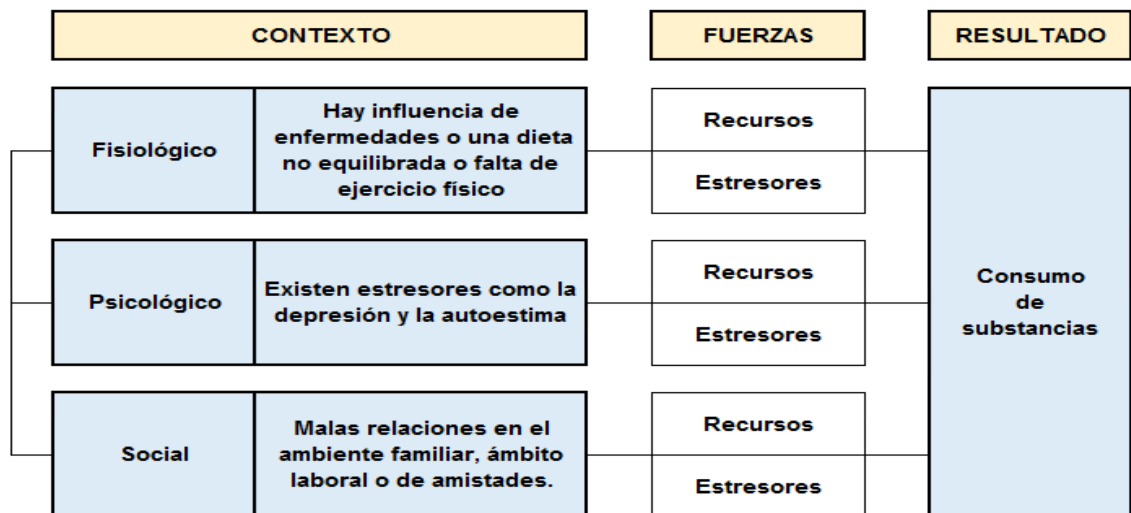 CONTEXTO
FUERZAS
RESULTADO
Fisiológico
Hay influencia de
enfermedades o una dieta
no equilibrada o falta de
ejercicio físico
Recursos
Estresores
Psicológico
Existen estresores como la
depresión y la autoestima
Recursos
Estresores
Social
Malas relaciones en el
ambiente familiar, ámbito
laboral o de amistades.
Recursos
Estresores
Consumo
de
substancias